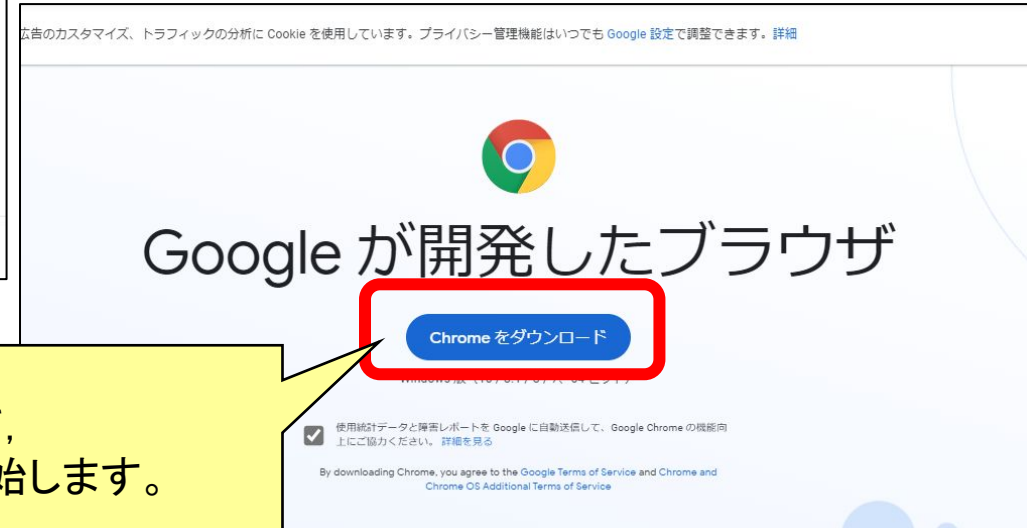 広告のカスタマイズ、トラフィックの分析に Cookie を使用しています。プライバシー管理機能はいつでも Google 設定で調整できます。詳細
Google が開発したブラウザ
Chrome をダウンロード
使用統計データと障害レポートを Google に自動送信して、Google Chrome の機能向
上にご協力ください。 詳細を見る
By downloading Chrome, you agree to the Google Terms of Service and Chrome and
Chrome OS Additional Terms of Service
始します。